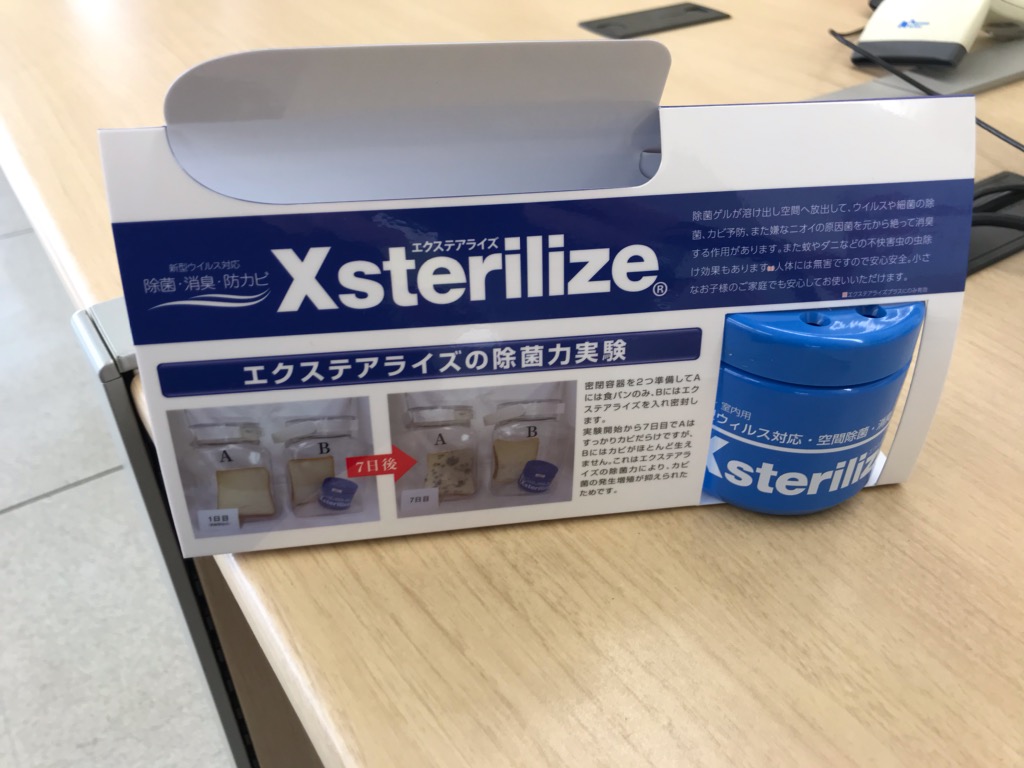 エクステアライズ
新型ウイルス対応
除菌・消臭・防カビ
Xsterilize®
除菌ゲルが溶け出し空間へ放出して、ウイルスや細菌の除
菌、カビ予防、また嫌なニオイの原因菌を元から絶って消臭
する作用があります。また蚊やダニなどの不快害虫の虫除
け効果もあります。人体には無害ですので安心安全。小さ
なお子様のご家庭でも安心してお使いいただけます。
エクステアライズの除菌力実験
A
B
1日目
7日後
A
B
7日目
密閉容器を2つ準備してA
には食パンのみ、Bにはエク
ステアライズを入れ密封し
ます。
実験開始から7日目でAは
すっかりカビだらけですが、
Bにはカビがほとんど生え
ません。これはエクステアラ
イズの除菌力により、カビ
菌の発生増殖が抑えられた
ためです。
室内用
ウイルス対応・空間除菌・消
Xsteriliz